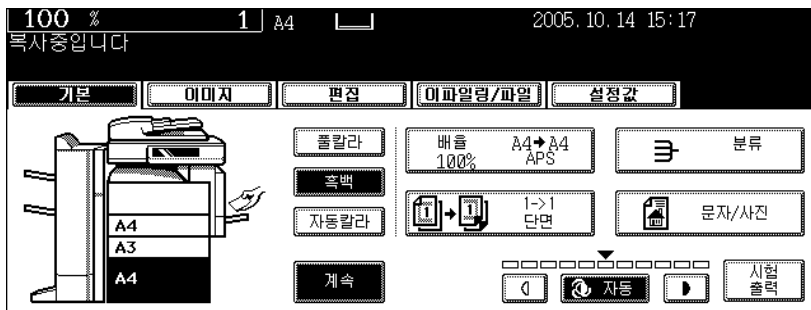 100 % 1 A4 2005.10.14 15:17
복사중입니다
기본 이미지 편집 이파일링/파일 설정값
풀칼라 배율 100% A4→A4 APS 분류
흑백
자동칼라 1 → 1 1->1 단면 문자/사진
A4
A3
A4
계속 자동 시험 출력